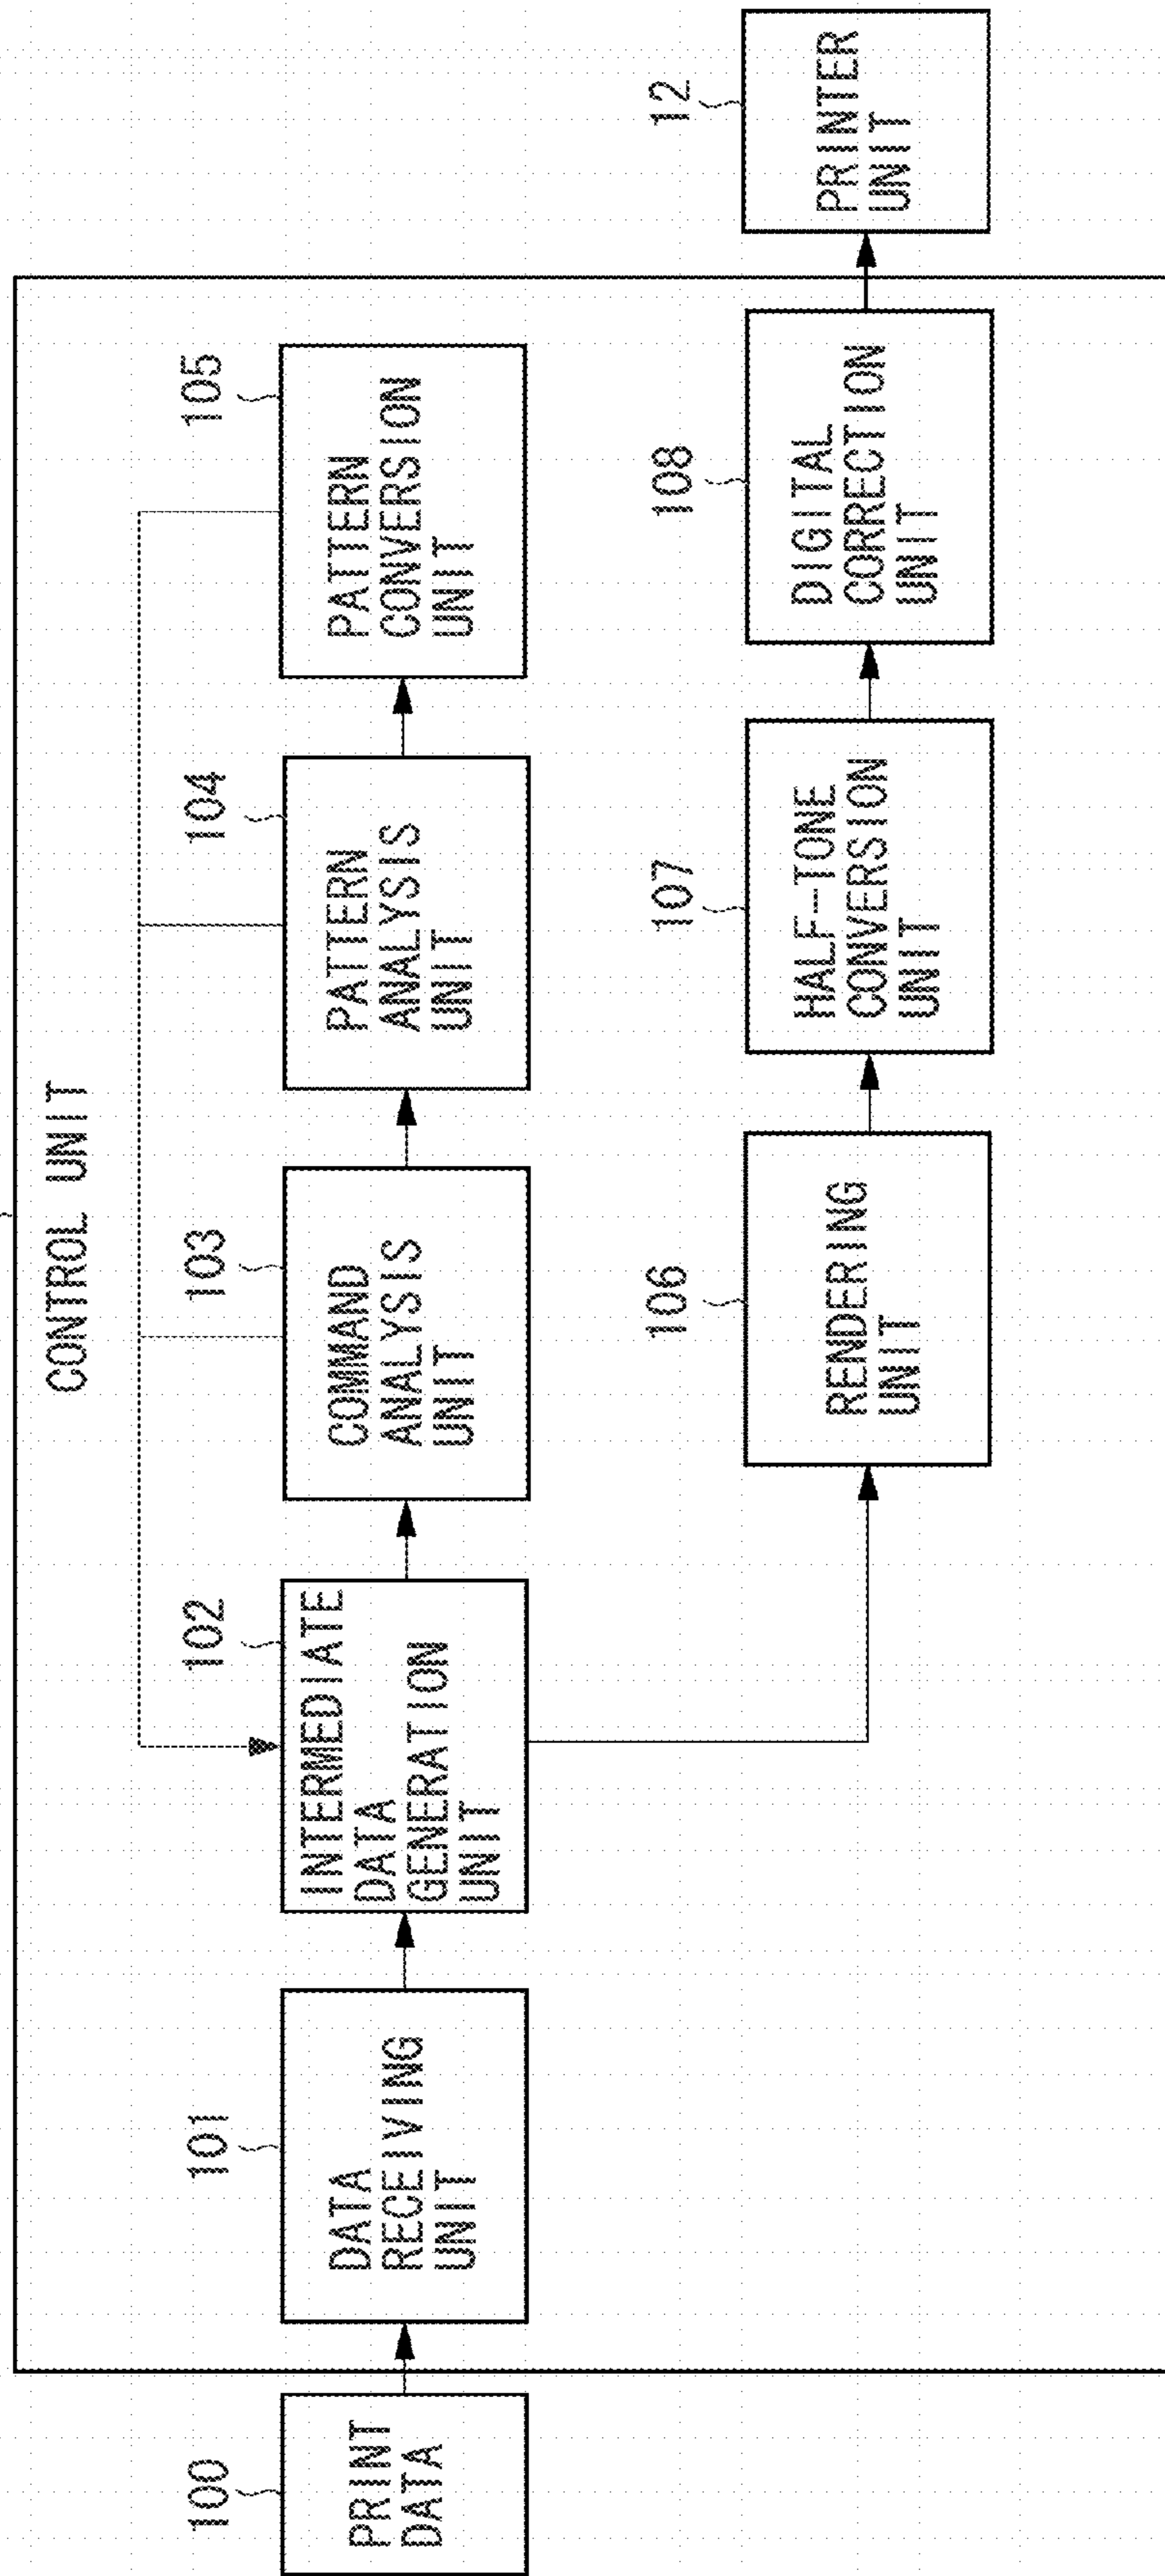 CONTROL UNIT
100
PRINT
DATA
101
DATA
RECEIVING
UNIT
102
INTERMEDIATE
DATA
GENERATION
UNIT
103
COMMAND
ANALYSIS
UNIT
104
PATTERN
ANALYSIS
UNIT
105
PATTERN
CONVERSION
UNIT
106
RENDERING
UNIT
107
HALF-TONE
CONVERSION
UNIT
108
DIGITAL
CORRECTION
UNIT
12
PRINTER
UNIT